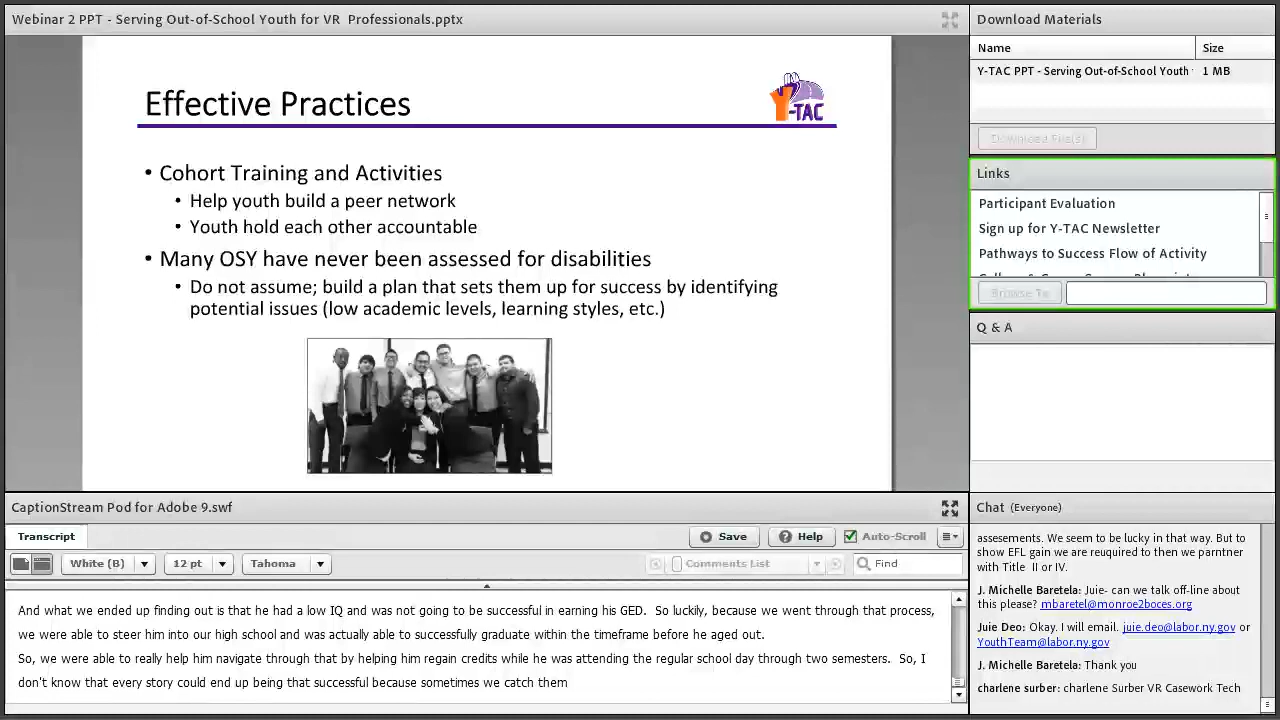 Webinar 2 PPT - Serving Out-of-School Youth for VR Professionals.pptx
Effective Practices
Y-TAC
• Cohort Training and Activities
• Help youth build a peer network
• Youth hold each other accountable
• Many OSY have never been assessed for disabilities
• Do not assume; build a plan that sets them up for success by identifying
potential issues (low academic levels, learning styles, etc.)
CaptionStream Pod for Adobe 9.swf
Transcript
Save
Help
Auto-Scroll
White (B)
12 pt
Tahoma
Comments List
Find
And what we ended up finding out is that he had a low IQ and was not going to be successful in earning his GED. So luckily, because we went through that process,
we were able to steer him into our high school and was actually able to successfully graduate within the timeframe before he aged out.
So, we were able to really help him navigate through that by helping him regain credits while he was attending the regular school day through two semesters. So, I
don't know that every story could end up being that successful because sometimes we catch them
Download Materials
Name Size
Y-TAC PPT - Serving Out-of-School Youth 1 MB
Download File(s)
Links
Participant Evaluation
Sign up for Y-TAC Newsletter
Pathways to Success Flow of Activity
Browse To
Q & A
Chat (Everyone)
assesements. We seem to be lucky in that way. But to
show EFL gain we are reuquired to then we parntner
with Title II or IV.
J. Michelle Baretela: Juie- can we talk off-line about
this please? mbaretel@monroe2boces.org
Juie Deo: Okay. I will email. juie.deo@labor.ny.gov or
YouthTeam@labor.ny.gov
J. Michelle Baretela: Thank you
charlene surber: charlene Surber VR Casework Tech